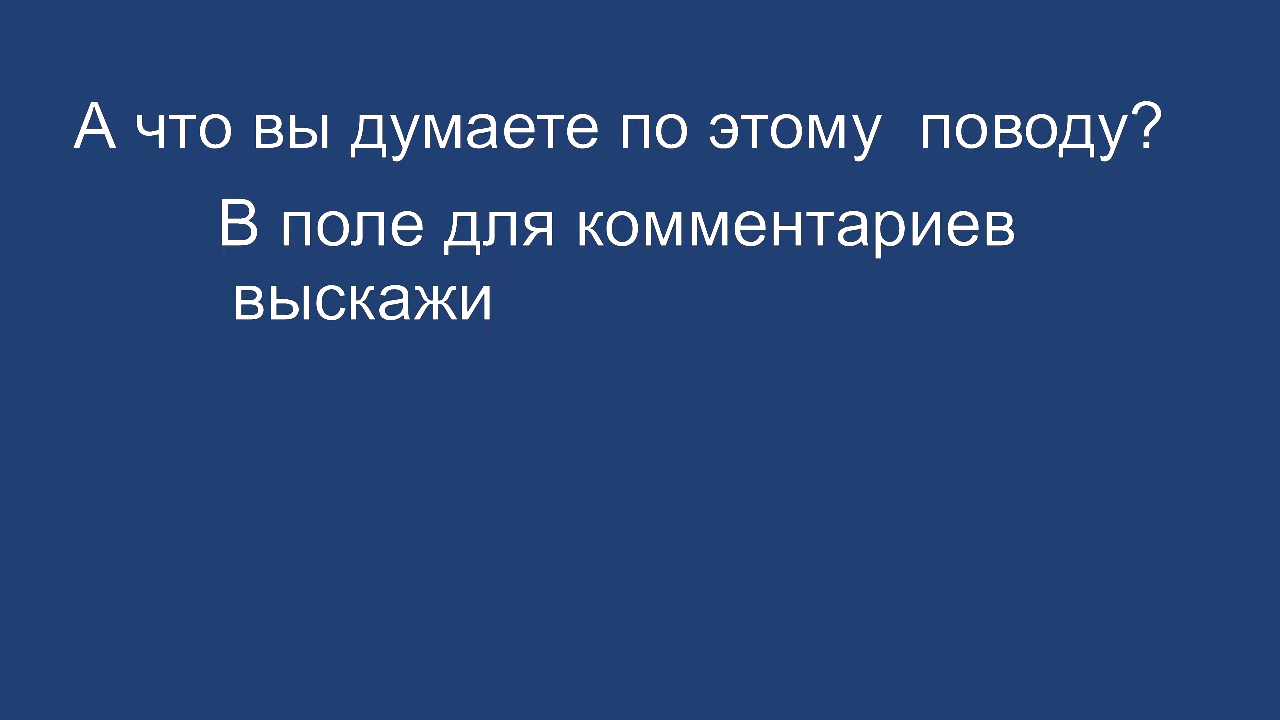 А что вы думаете по этому  поводу?
В поле для комментариев
выскажи